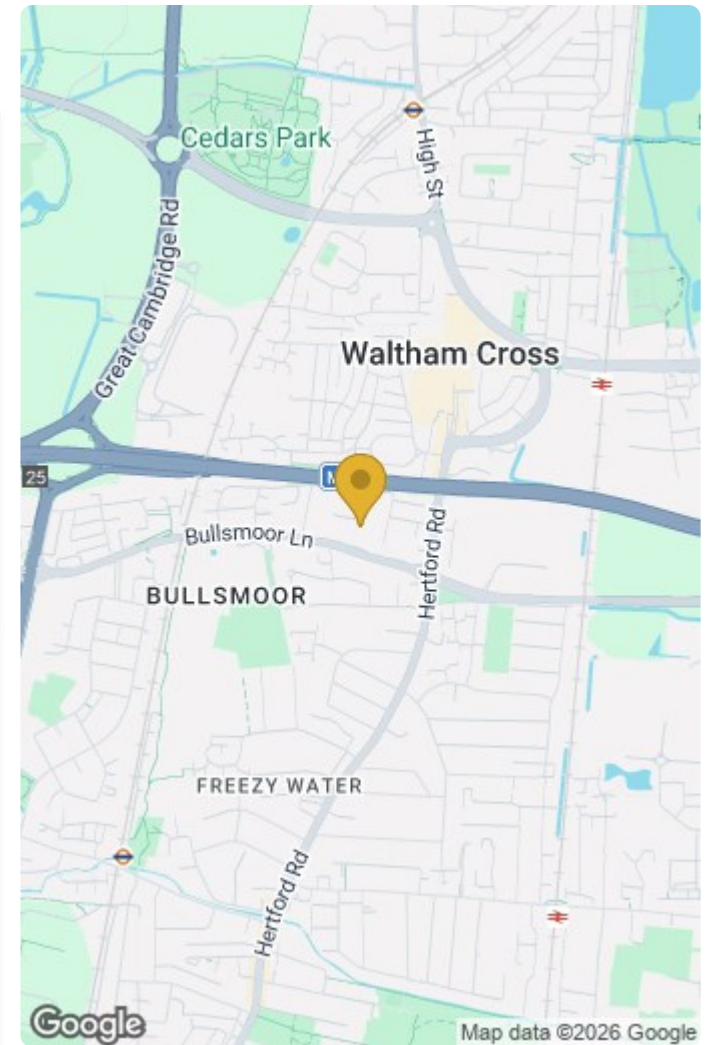 Cedars Park
High St
Great Cambridge Rd
Waltham Cross
25
M
Bullsmoor Ln
Hertford Rd
BULLSMOOR
FREEZY WATER
Hertford Rd
Google
Map data ©2026 Google